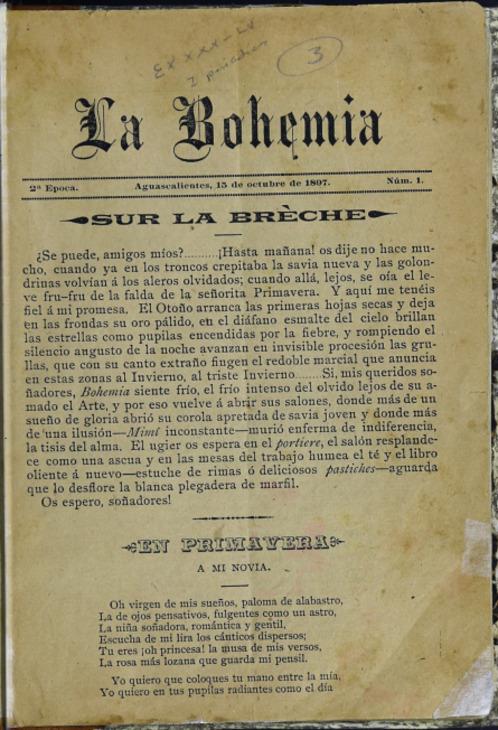 3
La Bohemia
2ª Epoca. Aguascalientes, 15 de octubre de 1897. Núm. 1.
SUR LA BRÈCHE
¿Se puede, amigos míos?..........¡Hasta mañana! os dije no hace mu-
cho, cuando ya en los troncos crepitaba la savia nueva y las golon-
drinas volvían á los aleros olvidados; cuando allá, lejos, se oía el le-
ve fru-fru de la falda de la señorita Primavera. Y aquí me tenéis
fiel á mi promesa. El Otoño arranca las primeras hojas secas y deja
en las frondas su oro pálido, en el diáfano esmalte del cielo brillan
las estrellas como pupilas encendidas por la fiebre, y rompiendo el
silencio augusto de la noche avanzan en invisible procesión las gru-
llas, que con su canto extraño fingen el redoble marcial que anuncia
en estas zonas al Invierno, al triste Invierno........Si, mis queridos so-
ñadores, Bohemia siente frío, el frío intenso del olvido lejos de su a-
mado el Arte, y por eso vuelve á abrir sus salones, donde más de un
sueño de gloria abrió su corola apretada de savia joven y donde más
de una ilusión—Mimí inconstante—murió enferma de indiferencia,
la tisis del alma. El ugier os espera en el portiere, el salón resplande-
ce como una ascua y en las mesas del trabajo humea el té y el libro
oliente á nuevo—estuche de rimas ó deliciosos pastiches—aguarda
que lo desflore la blanca plegadera de marfil.
Os espero, soñadores!
EN PRIMAVERA
A MI NOVIA.
Oh virgen de mis sueños, paloma de alabastro,
La de ojos pensativos, fulgentes como un astro,
La niña soñadora, romántica y gentil,
Escucha de mi lira los cánticos dispersos;
Tu eres ¡oh princesa! la musa de mis versos,
La rosa más lozana que guarda mi pensil.
Yo quiero que coloques tu mano entre la mía,
Yo quiero en tus pupilas radiantes como el día